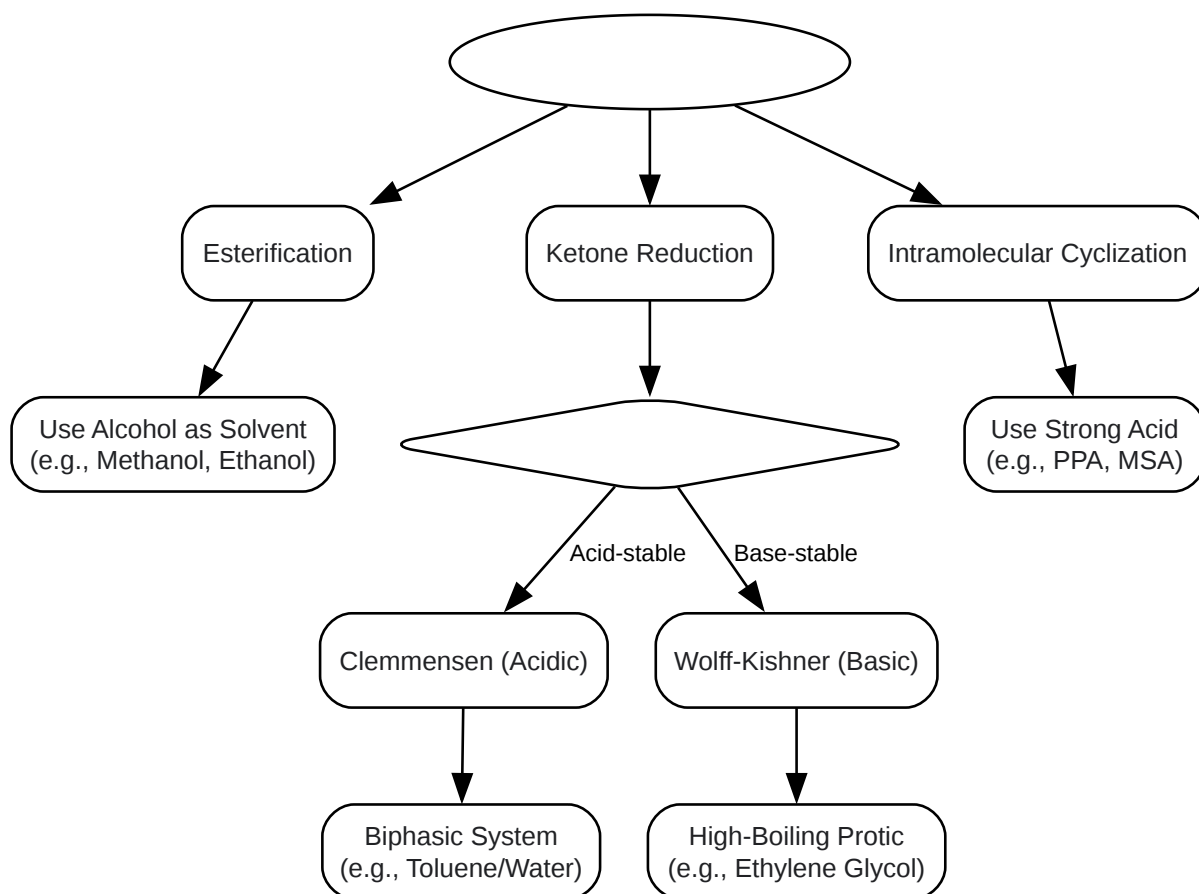 Esterification
Ketone Reduction
Intramolecular Cyclization
Use Alcohol as Solvent
(e.g., Methanol, Ethanol)
Use Strong Acid
(e.g., PPA, MSA)
Acid-stable
Base-stable
Clemmensen (Acidic)
Wolff-Kishner (Basic)
Biphasic System
(e.g., Toluene/Water)
High-Boiling Protic
(e.g., Ethylene Glycol)